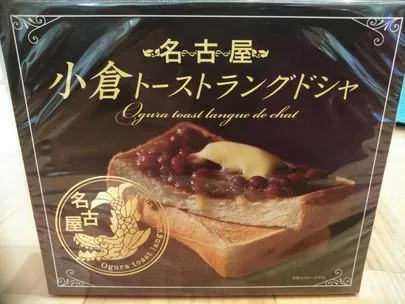 名古屋
小倉トーストラングドシャ
Ogura toast langue de chat
名古屋
Ogura toast langu